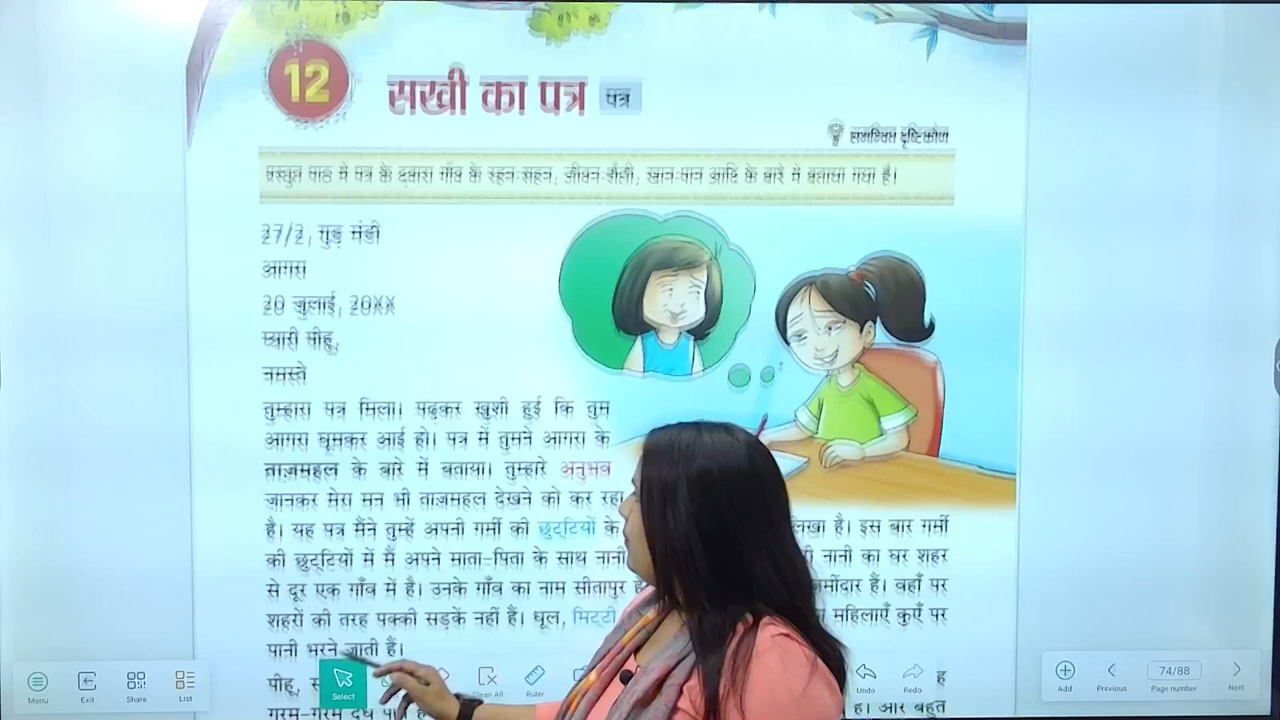 12
सखी का पत्र पत्र
समन्वित दृष्टिकोण
प्रस्तुत पाठ में पत्र के द्वारा गाँव के रहन-सहन, जीवन-शैली, खान-पान आदि के बारे में बताया गया है।
27/2, गुड़ मंडी
आगरा
20 जुलाई, 20XX
प्यारी पीहू,
नमस्ते
तुम्हारा पत्र मिला। पढ़कर खुशी हुई कि तुम
आगरा घूमकर आई हो। पत्र में तुमने आगरा के
ताज़महल के बारे में बताया। तुम्हारे अनुभव
जानकर मेरा मन भी ताज़महल देखने को कर रहा
है। यह पत्र मैंने तुम्हें अपनी गर्मी की छुट्टियों के लिखा है। इस बार गर्मी
की छुट्टियों में मैं अपने माता-पिता के साथ नानी नानी का घर शहर
से दूर एक गाँव में है। उनके गाँव का नाम सीतापुर ज़मींदार हैं। वहाँ पर
शहरों की तरह पक्की सड़कें नहीं हैं। धूल, मिट्टी महिलाएँ कुएँ पर
पानी भरने जाती हैं।
पीहू,
गरम-गरम दूध है। और बहुत
Menu
Exit
Share
List
Select
Clean All
Ruler
Undo
Redo
Add
Previous
74/88
Page number
Next